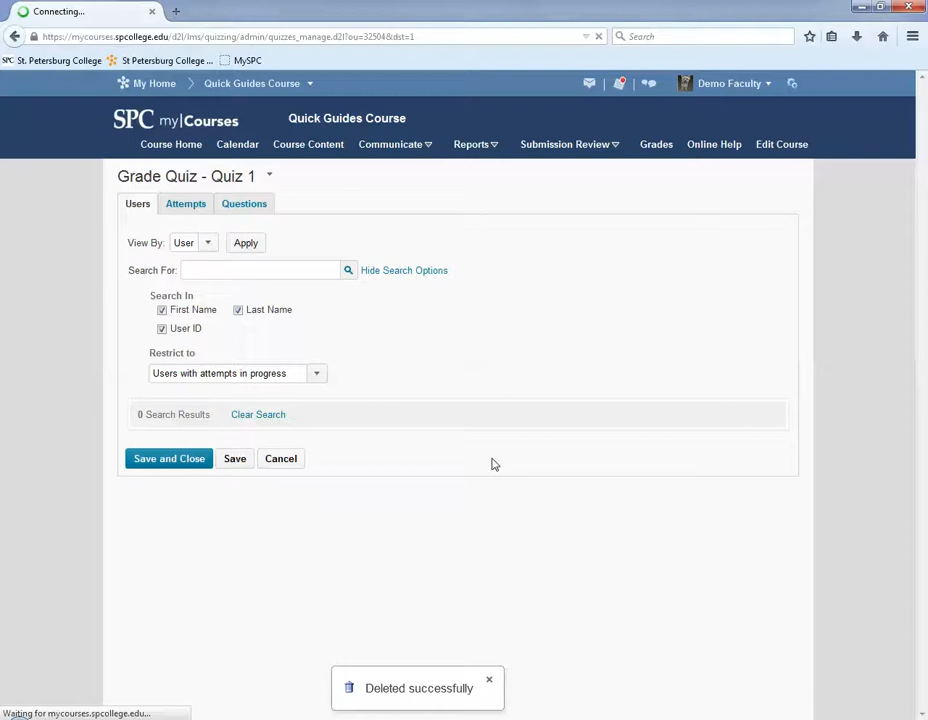 Connecting...
https://mycourses.spcollege.edu/d2l/lms/quizzing/admin/quizzes_manage.d2l?ou=32504&dst=1
Search
SPC St. Petersburg College
St Petersburg College ...
MySPC
My Home
Quick Guides Course
Demo Faculty
SPC my|Courses
Quick Guides Course
Course Home
Calendar
Course Content
Communicate
Reports
Submission Review
Grades
Online Help
Edit Course
Grade Quiz - Quiz 1
Users
Attempts
Questions
View By:
User
Apply
Search For:
Hide Search Options
Search In
First Name
Last Name
User ID
Restrict to
Users with attempts in progress
0 Search Results
Clear Search
Save and Close
Save
Cancel
Deleted successfully
Waiting for mycourses.spcollege.edu...